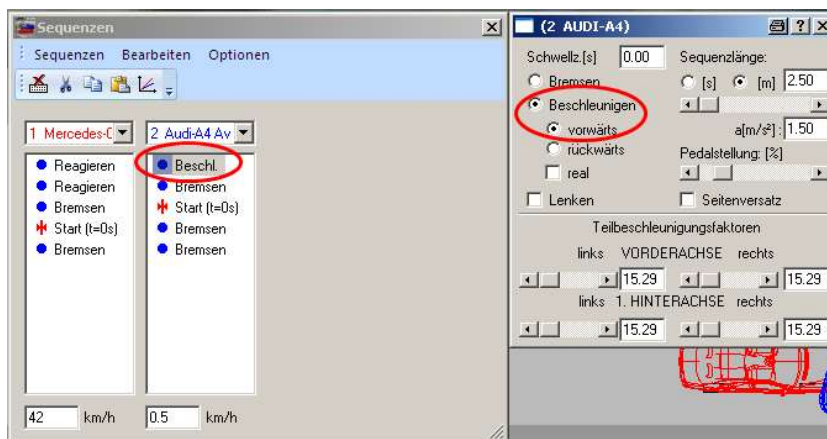 Sequenzen
Sequenzen Bearbeiten Optionen
1 Mercedes-C
2 Audi-A4 Av
Reagieren
Reagieren
Bremsen
Start (t=0s)
Bremsen
Beschl.
Bremsen
Start (t=0s)
Bremsen
Bremsen
42 km/h
0.5 km/h
(2 AUDI-A4)
Schwellz.[s] 0.00
Sequenzlänge:
Bremsen
[s] [m] 2.50
Beschleunigen
vorwärts
a[m/s²]: 1.50
rückwärts
Pedalstellung: [%]
real
Lenken
Seitenversatz
Teilbeschleunigungsfaktoren
links VORDERACHSE rechts
15.29 15.29
links 1. HINTERACHSE rechts
15.29 15.29